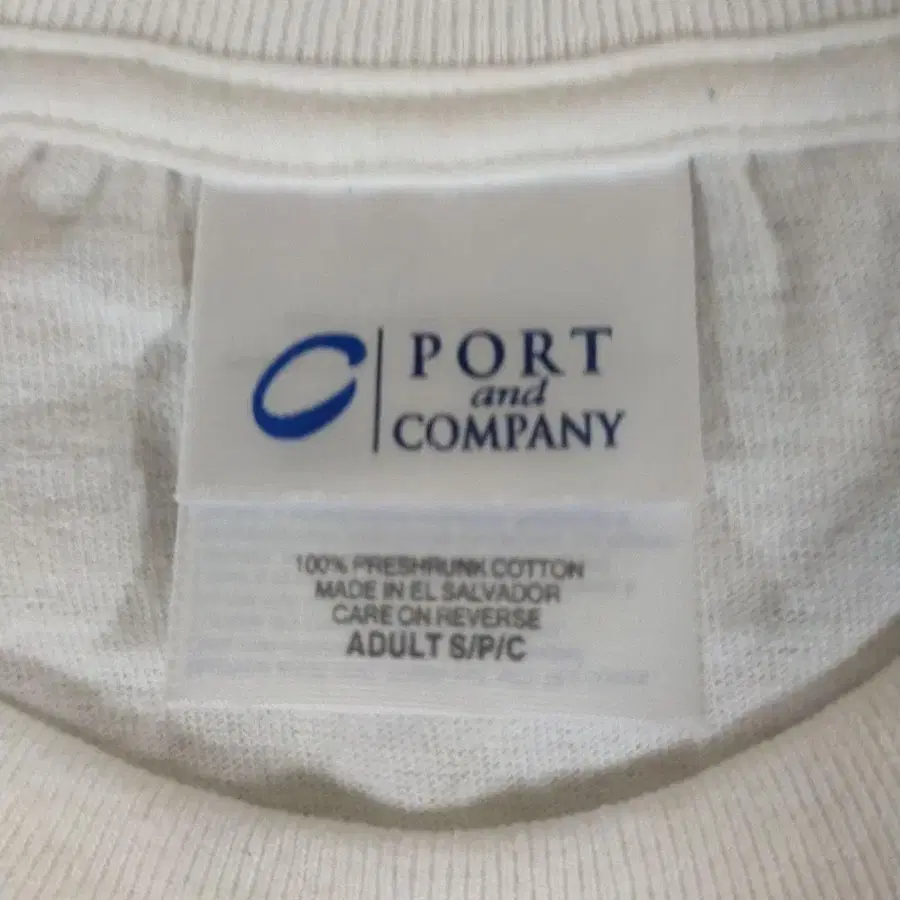 PORT
and
COMPANY
100% PRESHRUNK COTTON
MADE IN EL SALVADOR
CARE ON REVERSE
ADULT S/P/C